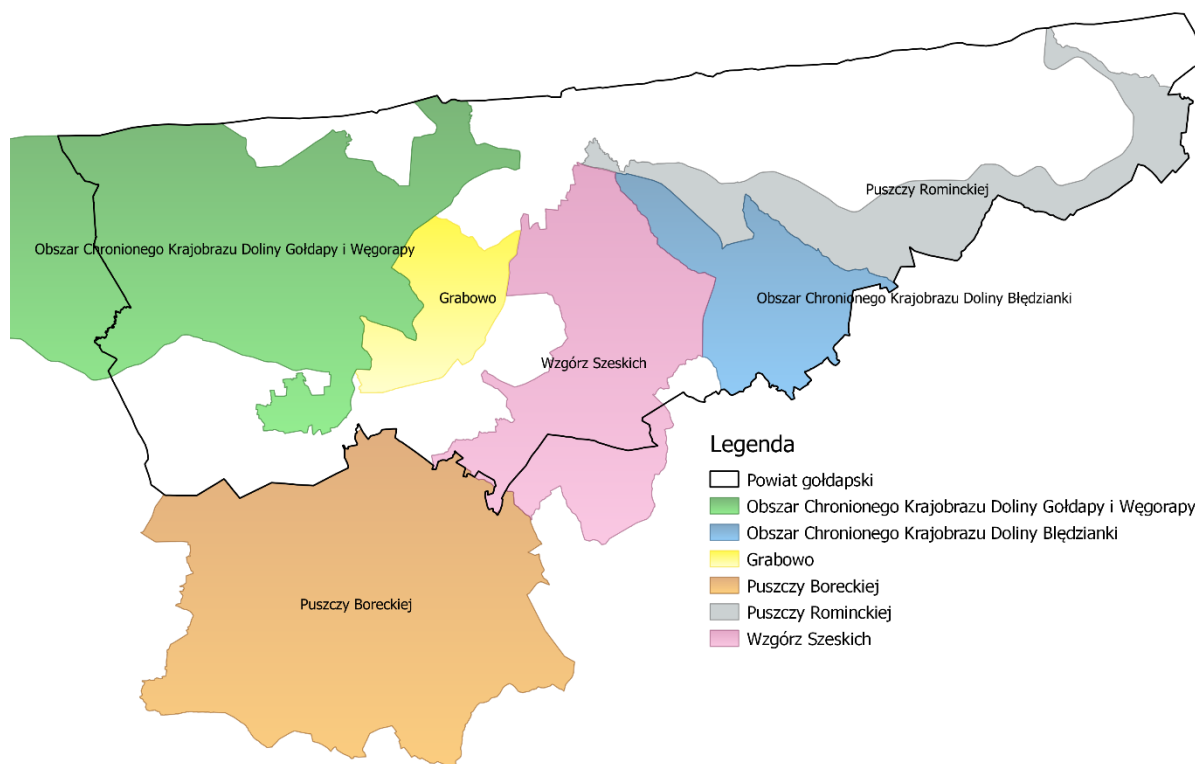 Puszczy Rominckiej
Obszar Chronionego Krajobrazu Doliny Gołdapy i Węgorapy
Grabowo
Obszar Chronionego Krajobrazu Doliny Błędzianki
Wzgórz Szeskich
Puszczy Boreckiej
Legenda
Powiat gołdapski
Obszar Chronionego Krajobrazu Doliny Gołdapy i Węgorapy
Obszar Chronionego Krajobrazu Doliny Błędzianki
Grabowo
Puszczy Boreckiej
Puszczy Rominckiej
Wzgórz Szeskich